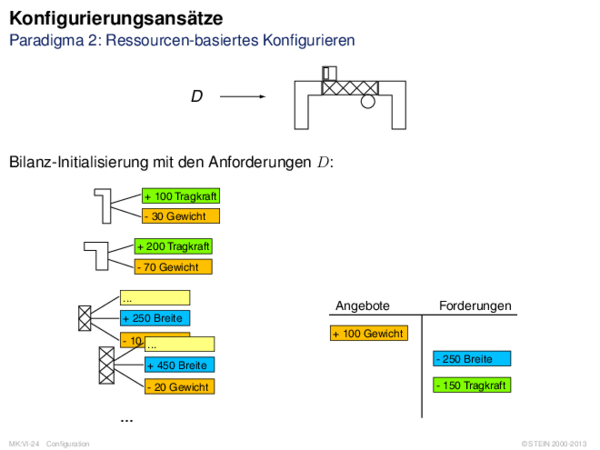 Konfigurierungsansätze
Paradigma 2: Ressourcen-basiertes Konfigurieren
D
Bilanz-Initialisierung mit den Anforderungen D:
+ 100 Tragkraft
- 30 Gewicht
+ 200 Tragkraft
- 70 Gewicht
...
+ 250 Breite
- 10
...
+ 450 Breite
- 20 Gewicht
...
Angebote Forderungen
+ 100 Gewicht
- 250 Breite
- 150 Tragkraft
MK:VI-24 Configuration © STEIN 2000-2013